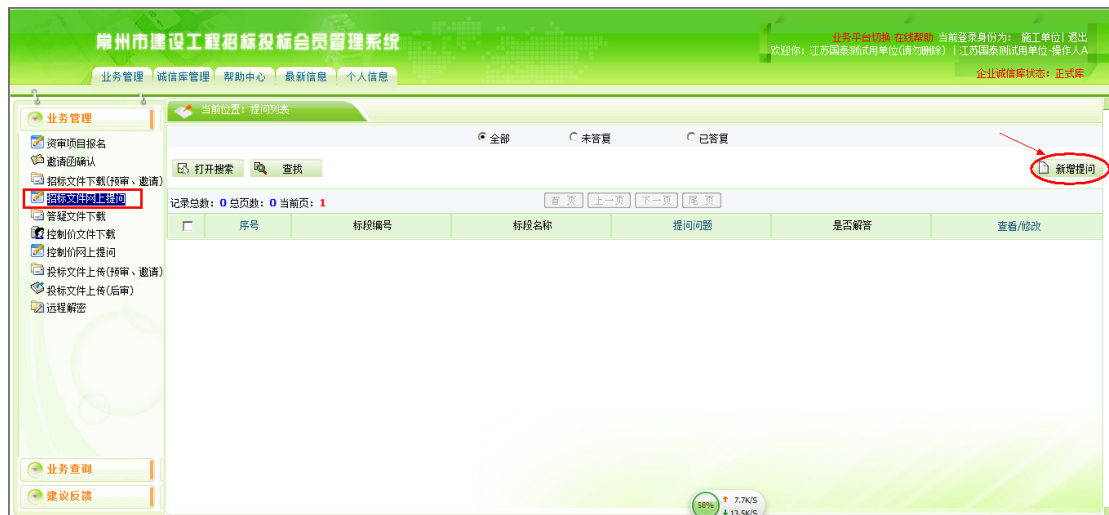 常州市建设工程招标投标会员管理系统
业务平台切换 在线帮助 当前登录身份为: 施工单位| 退出
欢迎你: 江苏国泰测试用单位(请勿删除) | 江苏国泰测试用单位-操作人A
业务管理 诚信库管理 帮助中心 最新信息 个人信息
企业诚信库状态: 正式库
业务管理
资审项目报名
邀请函确认
招标文件下载(预审、邀请)
招标文件网上提问
答疑文件下载
控制价文件下载
控制价网上提问
投标文件上传(预审、邀请)
投标文件上传(后审)
远程解密
业务查询
建议反馈
当前位置: 提问列表
全部 未答复 已答复
打开搜索 查找 新增提问
记录总数: 0 总页数: 0 当前页: 1 首 页 上一页 下一页 尾 页
序号 标段编号 标段名称 提问问题 是否解答 查看/修改
58% 7.7K/S
13.5K/S